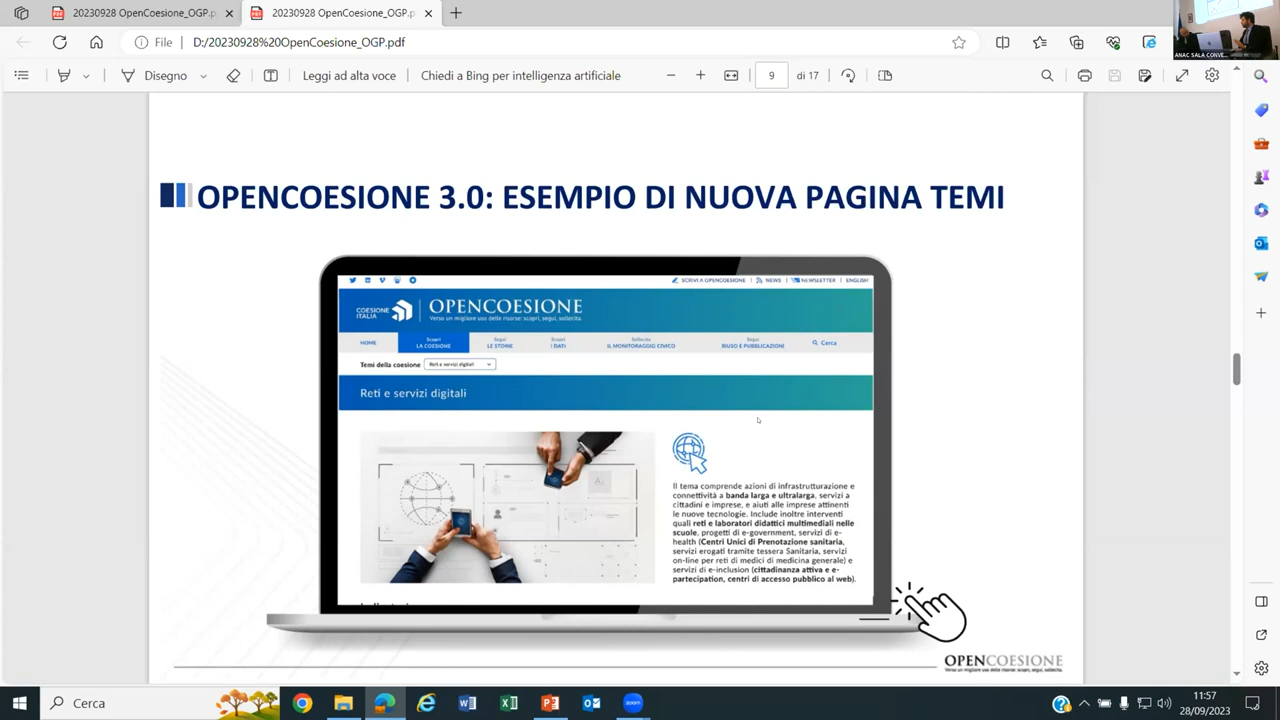 20230928 OpenCoesione_OGP.p
20230928 OpenCoesione_OGP.p
File
D:/20230928%20OpenCoesione_OGP.pdf
ANAC SALA CONVE...
Disegno
Leggi ad alta voce
Chiedi a Bing per intelligenza artificiale
9
di 17
OPENCOESIONE 3.0: ESEMPIO DI NUOVA PAGINA TEMI
SCRIVI A OPENCOESIONE | NEWS | NEWSLETTER | ENGLISH
COESIONE
ITALIA
OPENCOESIONE
Verso un migliore uso delle risorse: scopri, segui, sollecita.
HOME
Scopri
LA COESIONE
Segui
LE STORIE
I DATI
Sollecita
IL MONITORAGGIO CIVICO
Segui
RIUSO E PUBBLICAZIONI
Cerca
Temi della coesione
Reti e servizi digitali
Reti e servizi digitali
Il tema comprende azioni di infrastrutturazione e
connettività a banda larga e ultralarga, servizi a
cittadini e imprese, e aiuti alle imprese attinenti
le nuove tecnologie. Include inoltre interventi
quali reti e laboratori didattici multimediali nelle
scuole, progetti di e-government, servizi di e-
health (Centri Unici di Prenotazione sanitaria,
servizi erogati tramite tessera Sanitaria, servizi
on-line per reti di medici di medicina generale) e
servizi di e-inclusion (cittadinanza attiva e e-
partecipation, centri di accesso pubblico al web).
OPENCOESIONE
Verso un migliore uso delle risorse: scopri, segui, sollecita.
Cerca
11:57
28/09/2023